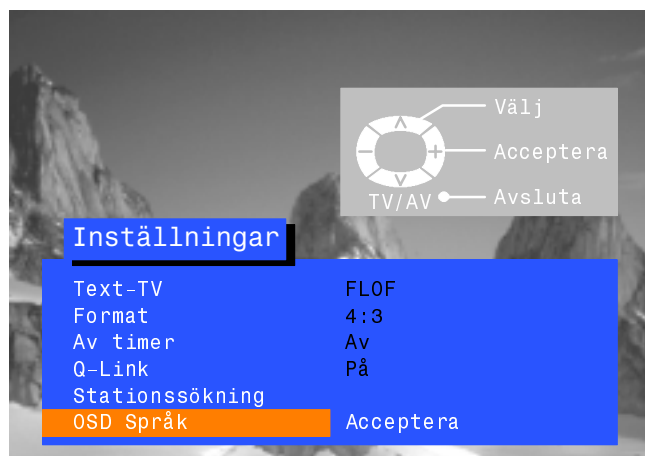 Välj
Acceptera
TV/AV Avsluta
Inställningar
Text-TV FLOF
Format 4:3
Av timer Av
Q-Link På
Stationssökning
OSD Språk Acceptera